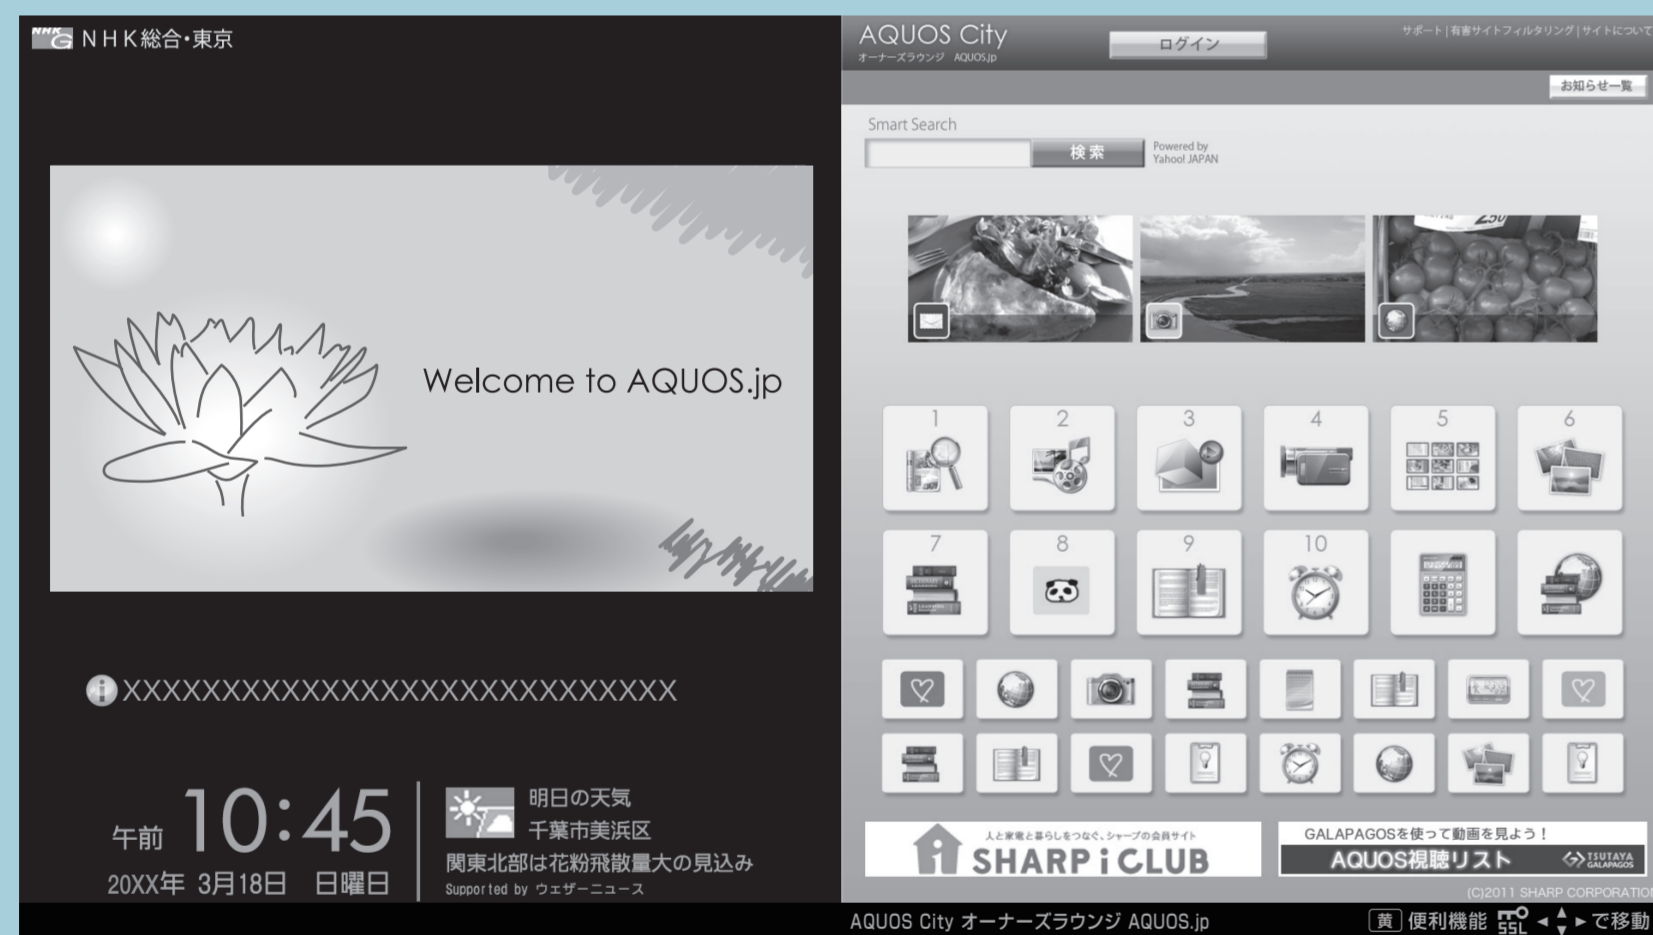 NHK G NHK総合・東京
Welcome to AQUOS.jp
i XXXXXXXXXXXXXXXXXXXXXXXXXXXX
午前 10:45
20XX年 3月18日 日曜日
明日の天気
千葉市美浜区
関東北部は花粉飛散量大の見込み
Supported by ウェザーニュース
AQUOS City
オーナーズラウンジ AQUOS.jp
ログイン
サポート | 有害サイトフィルタリング | サイトについて
お知らせ一覧
Smart Search
検索
Powered by
Yahoo! JAPAN
250
1 2 3 4 5 6
7 8 9 10
人と家電と暮らしをつなぐ、シャープの会員サイト
SHARP i CLUB
GALAPAGOSを使って動画を見よう!
AQUOS視聴リスト
TSUTAYA
GALAPAGOS
(C)2011 SHARP CORPORATION
AQUOS City オーナーズラウンジ AQUOS.jp
黄 便利機能 SSL ◀▲▼▶で移動